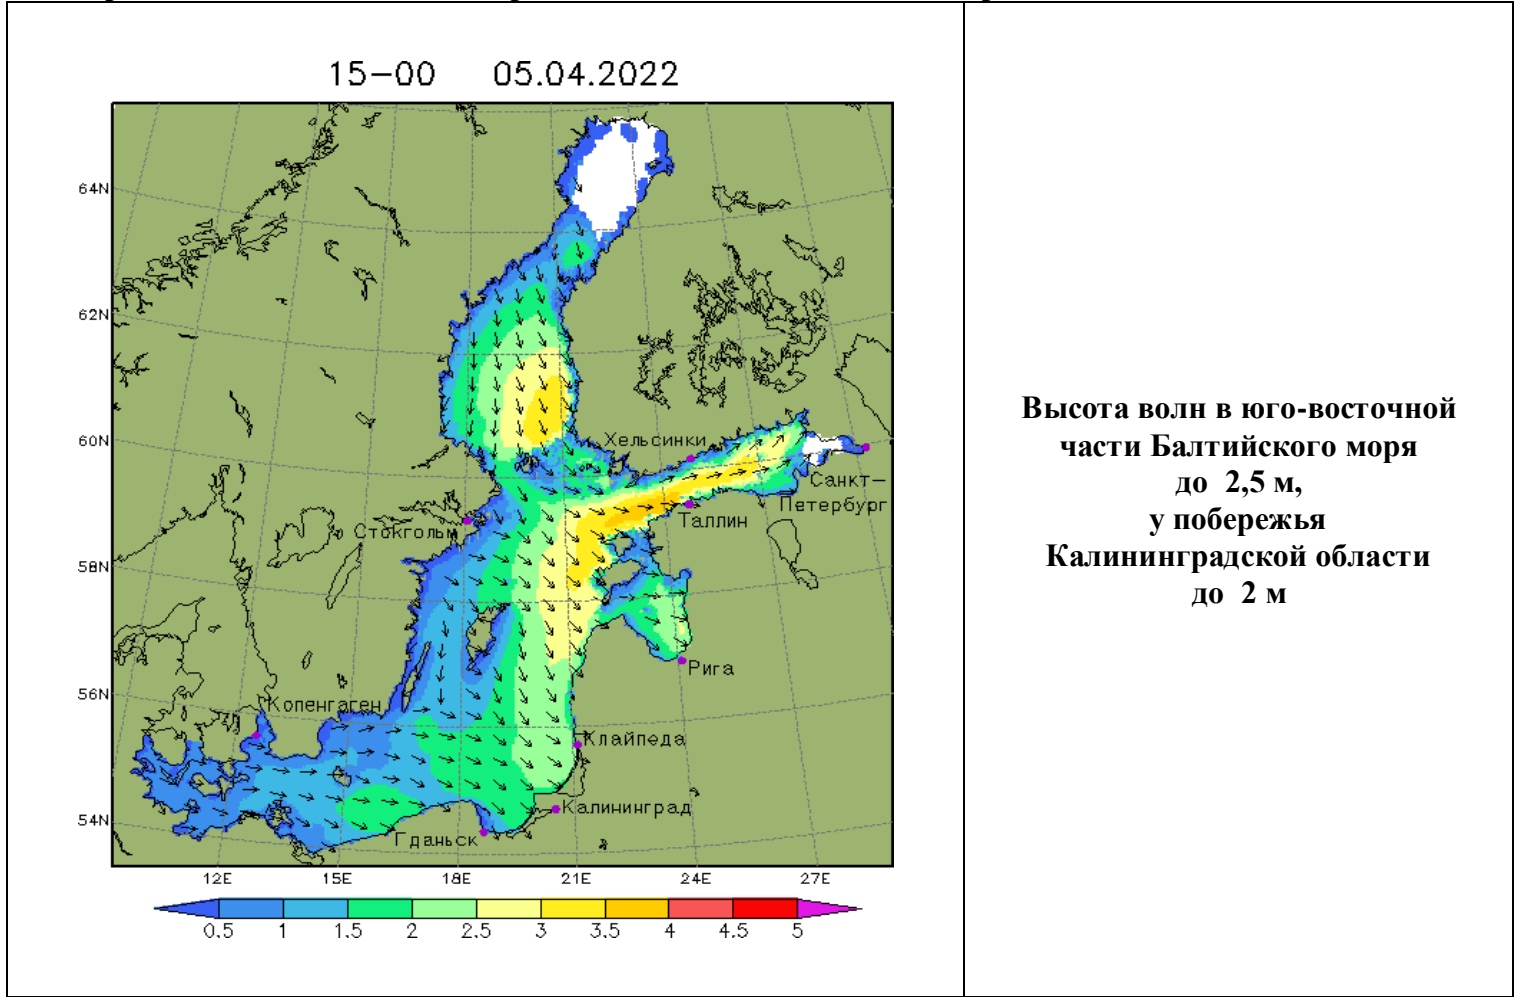 15-00 05.04.2022
64N
62N
60N
58N
56N
54N
Хельсинки
Санкт-
Петербург
Таллин
Стокгольм
Рига
Копенгаген
Клайпеда
Калининград
Гданьск
12E 15E 18E 21E 24E 27E
0.5 1 1.5 2 2.5 3 3.5 4 4.5 5
Высота волн в юго-восточной
части Балтийского моря
до 2,5 м,
у побережья
Калининградской области
до 2 м